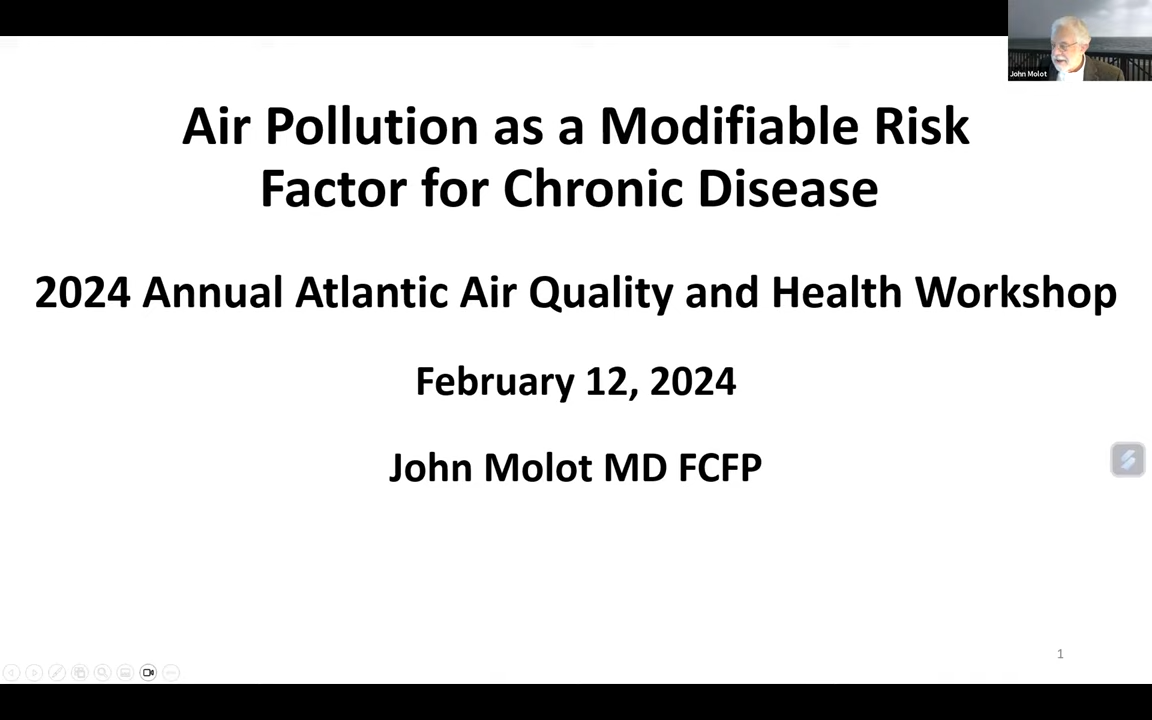 John Molot
Air Pollution as a Modifiable Risk
Factor for Chronic Disease
2024 Annual Atlantic Air Quality and Health Workshop
February 12, 2024
John Molot MD FCFP
1